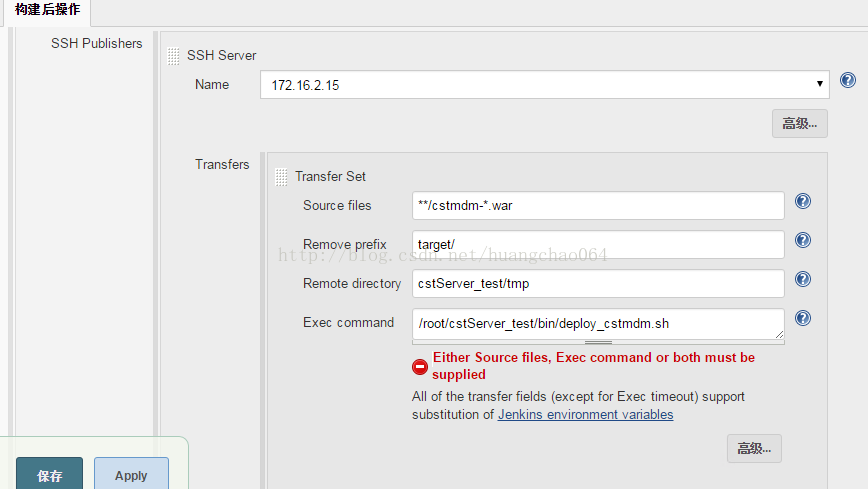 构建后操作
SSH Publishers
SSH Server
Name
172.16.2.15
高级...
Transfers
Transfer Set
Source files
**/cstmdm-*.war
Remove prefix
target/
http://blog.csdn.net/huangchao064
Remote directory
cstServer_test/tmp
Exec command
/root/cstServer_test/bin/deploy_cstmdm.sh
Either Source files, Exec command or both must be
supplied
All of the transfer fields (except for Exec timeout) support
substitution of Jenkins environment variables
高级...
保存
Apply